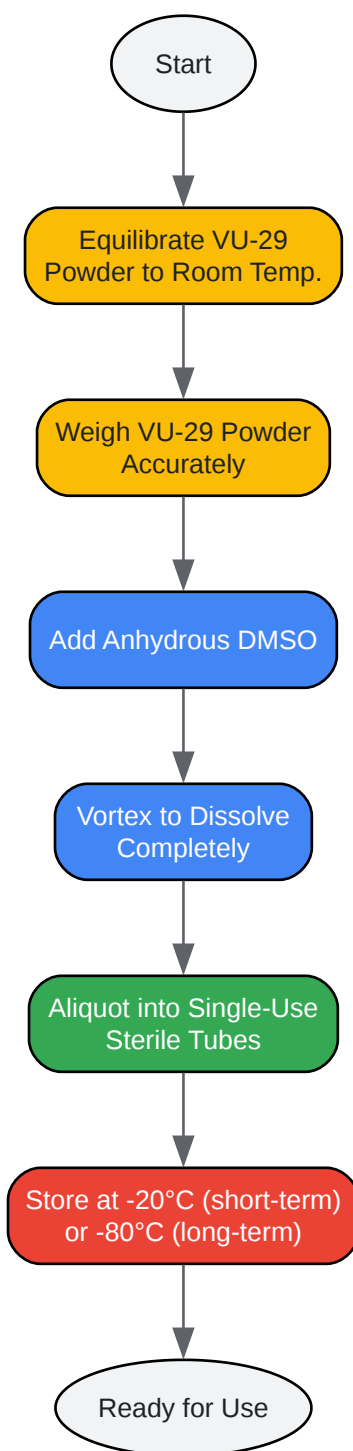 Start
Equilibrate VU-29
Powder to Room Temp.
Weigh VU-29 Powder
Accurately
Add Anhydrous DMSO
Vortex to Dissolve
Completely
Aliquot into Single-Use
Sterile Tubes
Store at -20°C (short-term)
or -80°C (long-term)
Ready for Use